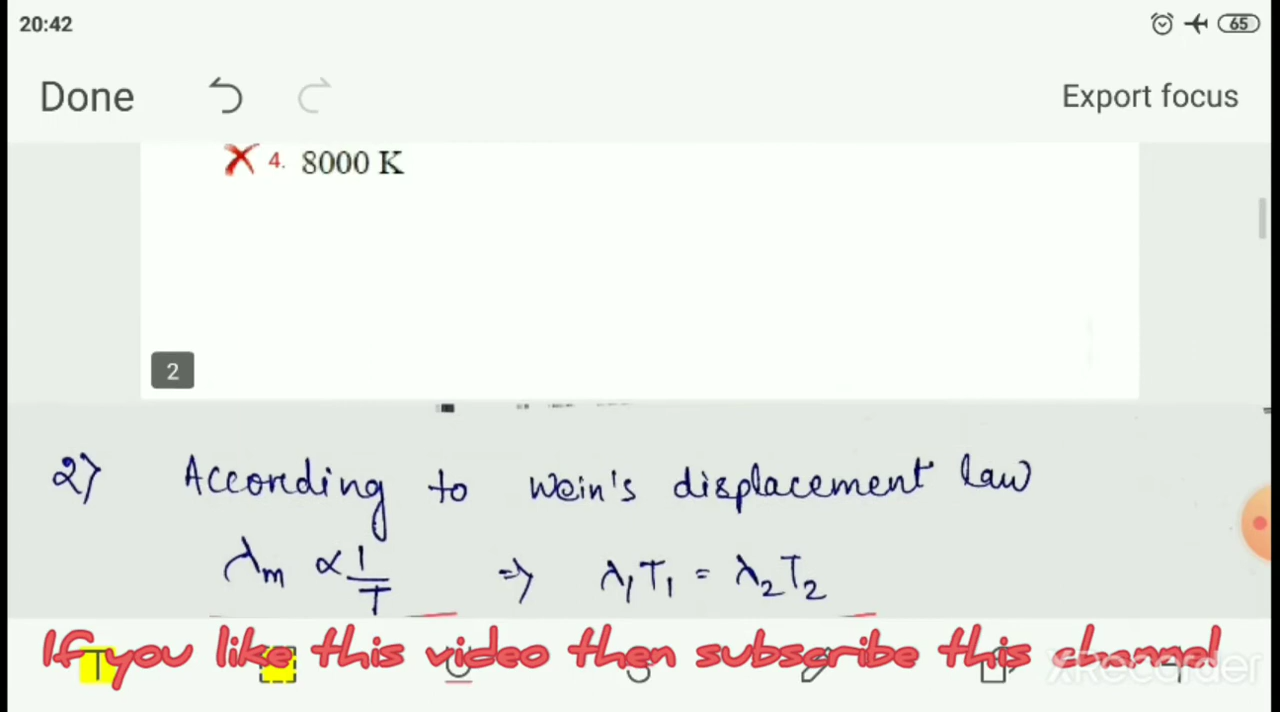 20:42
65
Done
Export focus
4. 8000 K
2
2) According to Wein's displacement law
λm ∝ 1/T ⇒ λ1T1 = λ2T2
If you like this video then subscribe this channel
T
XRecorder